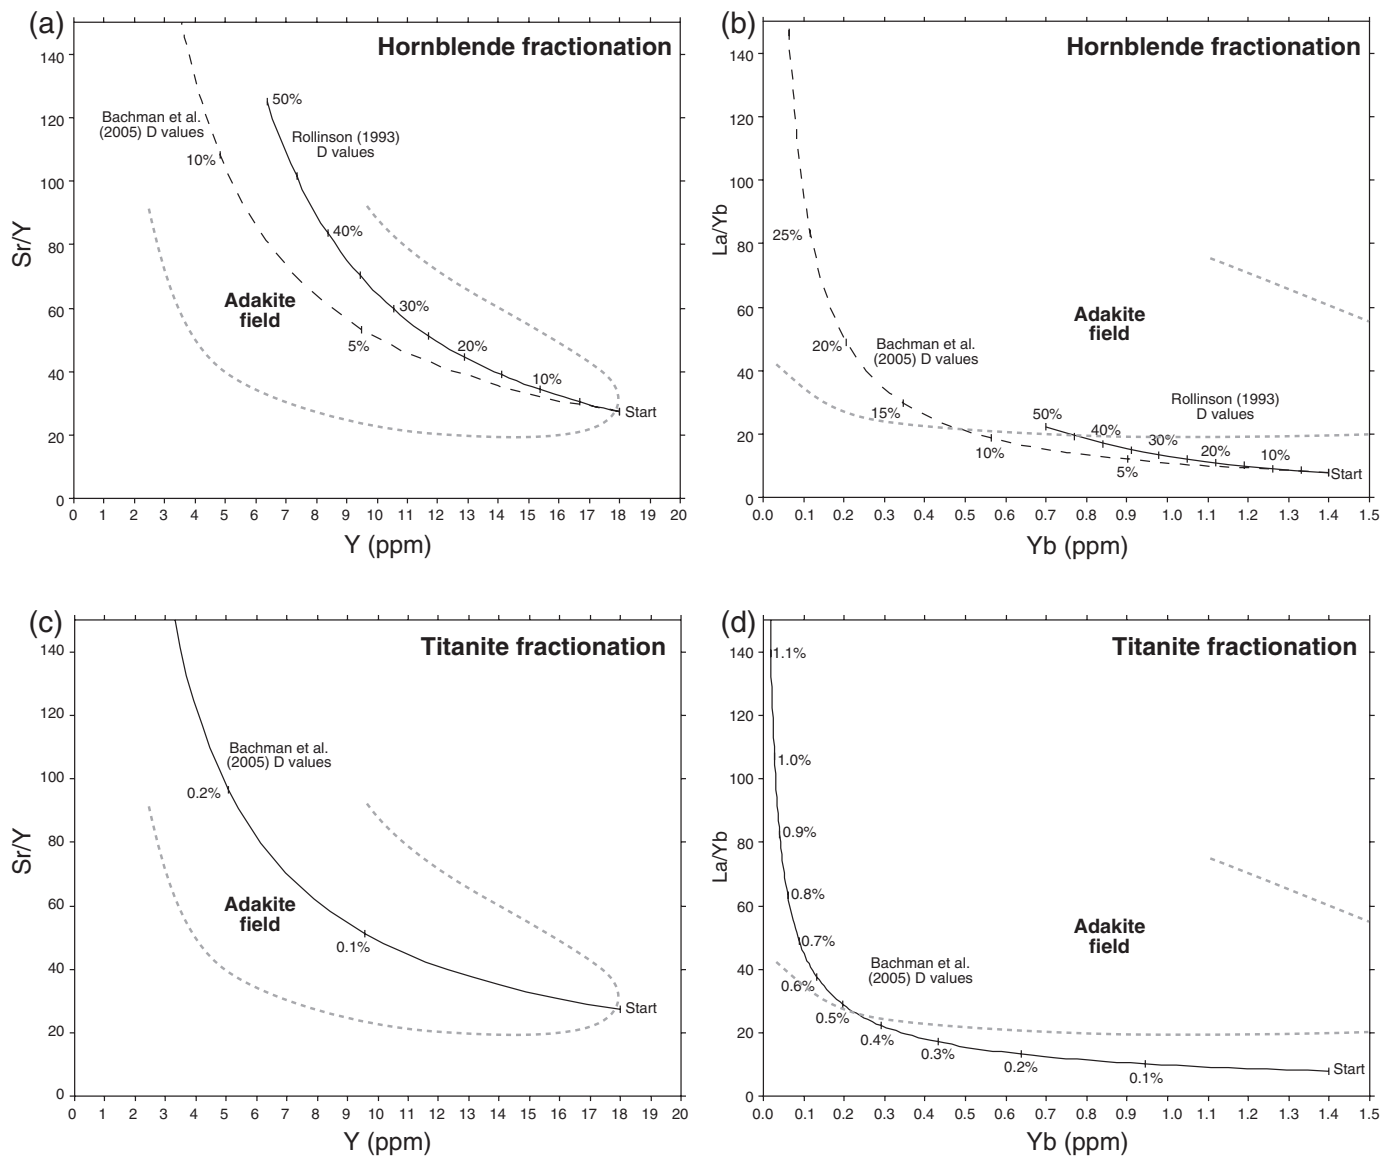 (a)
Hornblende fractionation
140
120
100
80
60
40
20
0
Sr/Y
Bachman et al.
(2005) D values
10%
50%
Rollinson (1993)
D values
40%
30%
20%
10%
5%
Adakite
field
Start
0 1 2 3 4 5 6 7 8 9 10 11 12 13 14 15 16 17 18 19 20
Y (ppm)
(b)
Hornblende fractionation
140
120
100
80
60
40
20
0
La/Yb
25%
20%
Bachman et al.
(2005) D values
15%
10%
5%
Adakite
field
Rollinson (1993)
D values
50%
40%
30%
20%
10%
Start
0.0 0.1 0.2 0.3 0.4 0.5 0.6 0.7 0.8 0.9 1.0 1.1 1.2 1.3 1.4 1.5
Yb (ppm)
(c)
Titanite fractionation
140
120
100
80
60
40
20
0
Sr/Y
Bachman et al.
(2005) D values
0.2%
Adakite
field
0.1%
Start
0 1 2 3 4 5 6 7 8 9 10 11 12 13 14 15 16 17 18 19 20
Y (ppm)
(d)
Titanite fractionation
140
120
100
80
60
40
20
0
La/Yb
1.1%
1.0%
0.9%
0.8%
0.7%
0.6%
0.5%
0.4%
0.3%
0.2%
0.1%
Bachman et al.
(2005) D values
Adakite
field
Start
0.0 0.1 0.2 0.3 0.4 0.5 0.6 0.7 0.8 0.9 1.0 1.1 1.2 1.3 1.4 1.5
Yb (ppm)